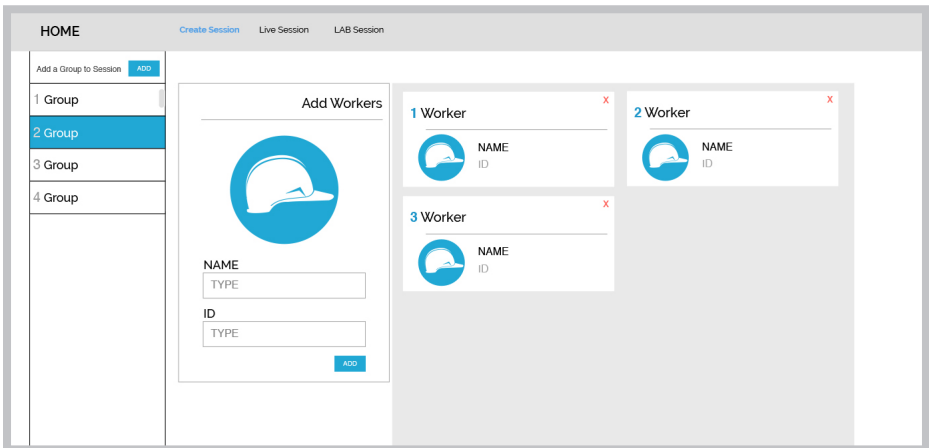 HOME
Create Session Live Session LAB Session
Add a Group to Session ADD
1 Group
2 Group
3 Group
4 Group
Add Workers
NAME
TYPE
ID
TYPE
ADD
1 Worker X
NAME
ID
2 Worker X
NAME
ID
3 Worker X
NAME
ID